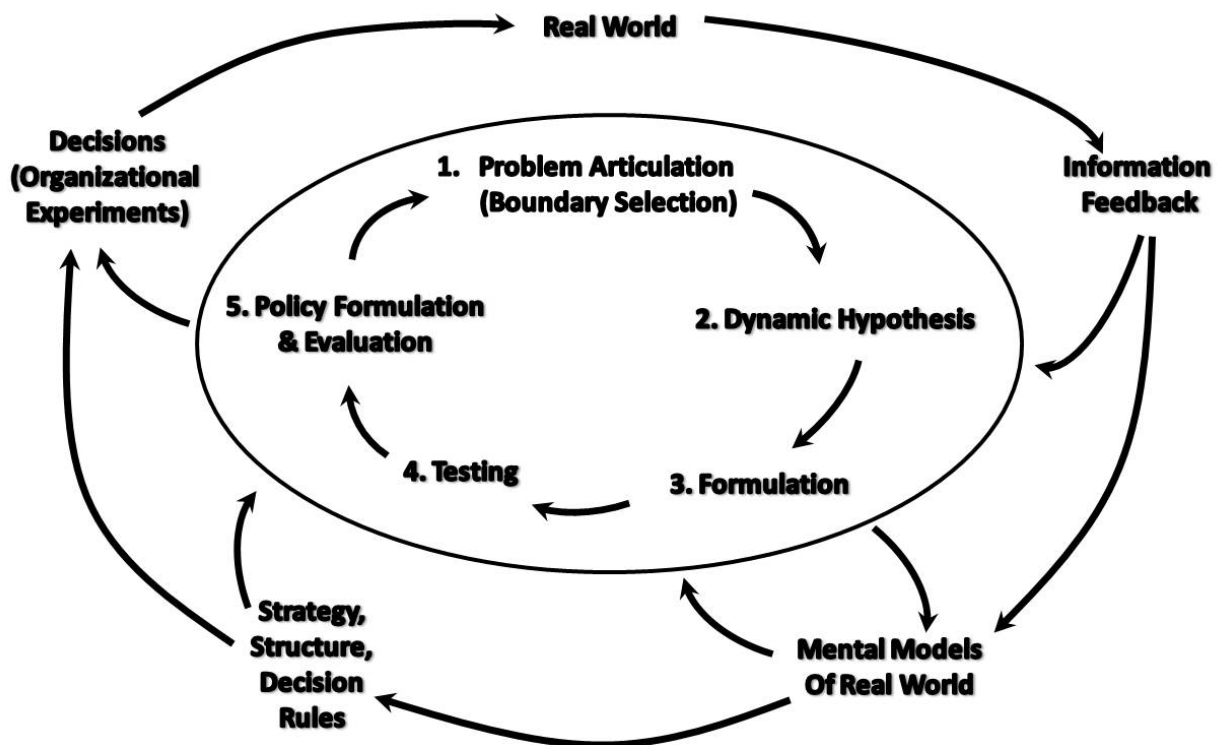 Real World
Decisions
(Organizational
Experiments)
1. Problem Articulation
(Boundary Selection)
Information
Feedback
5. Policy Formulation
& Evaluation
2. Dynamic Hypothesis
4. Testing
3. Formulation
Strategy,
Structure,
Decision
Rules
Mental Models
Of Real World